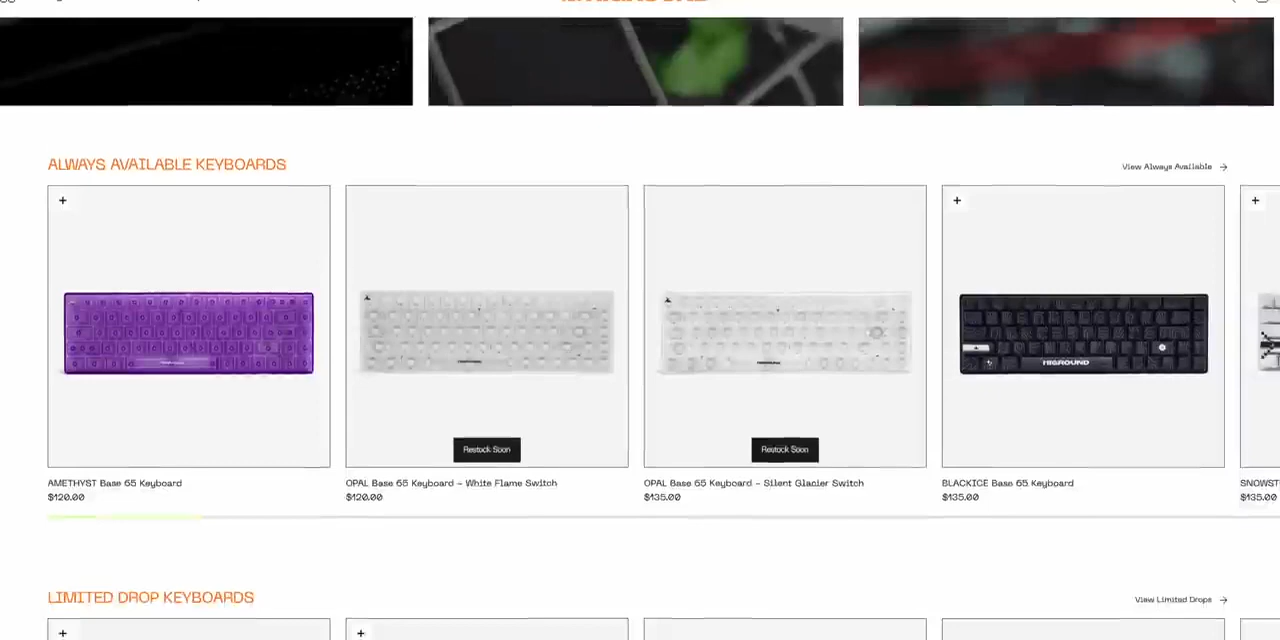 ALWAYS AVAILABLE KEYBOARDS
View Always Available →
+
+
+
HIGROUND
Restock Soon
Restock Soon
AMETHYST Base 65 Keyboard
$120.00
OPAL Base 65 Keyboard – White Flame Switch
$120.00
OPAL Base 65 Keyboard – Silent Glacier Switch
$135.00
BLACKICE Base 65 Keyboard
$135.00
SNOWST
$135.00
LIMITED DROP KEYBOARDS
View Limited Drops →
+
+